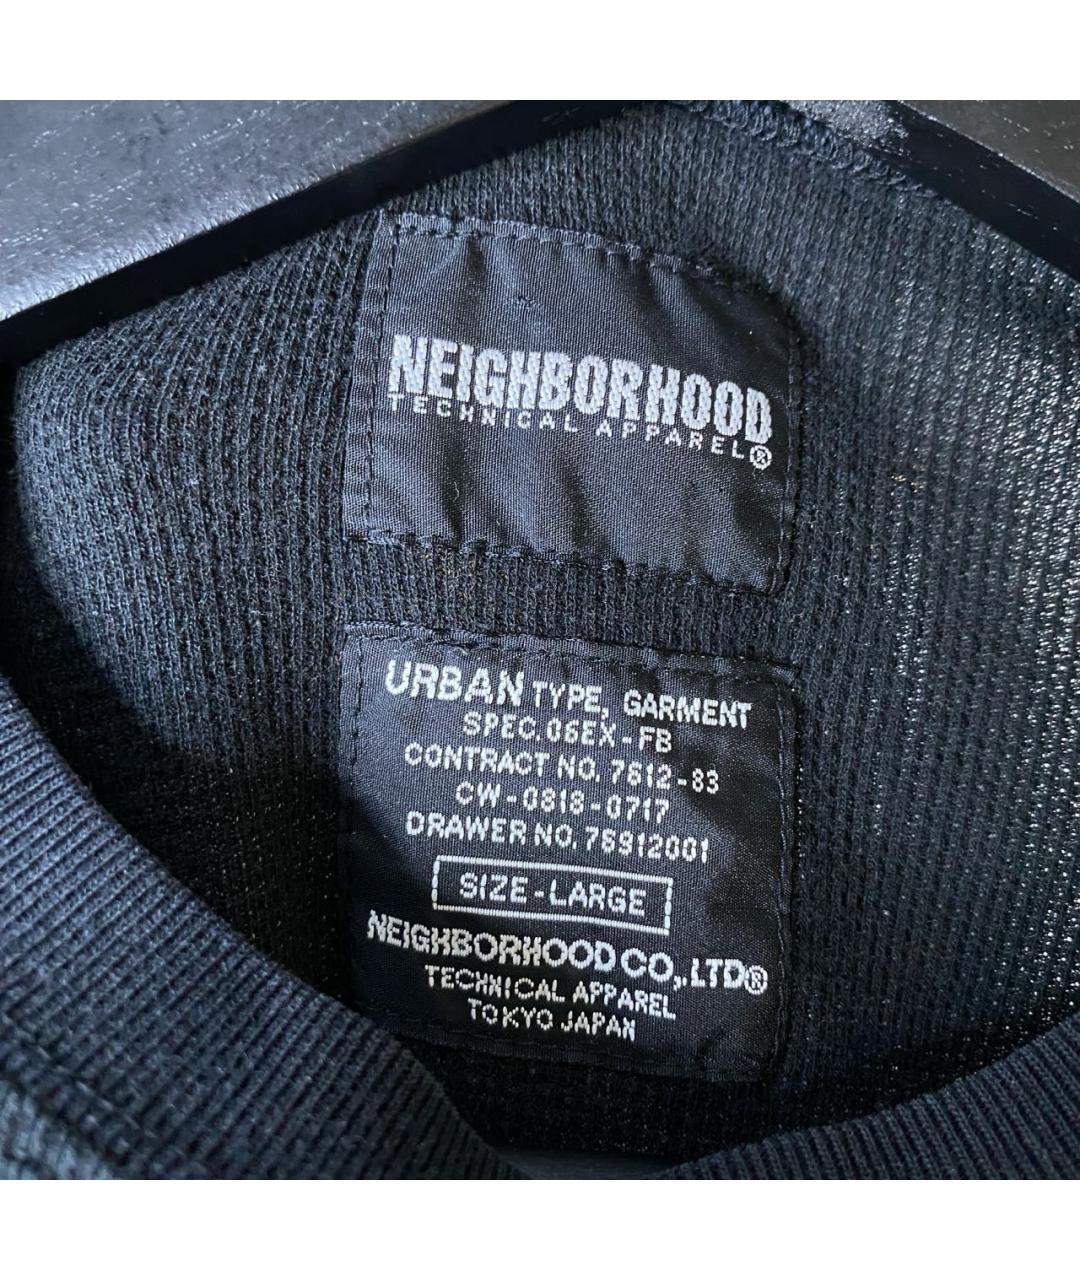 NEIGHBORHOOD
TECHNICAL APPAREL®
URBAN TYPE, GARMENT
SPEC.06EX-FB
CONTRACT NO. 7612-83
CW-0818-0717
DRAWER NO. 76912001
SIZE-LARGE
NEIGHBORHOOD CO., LTD®
TECHNICAL APPAREL
TOKYO JAPAN